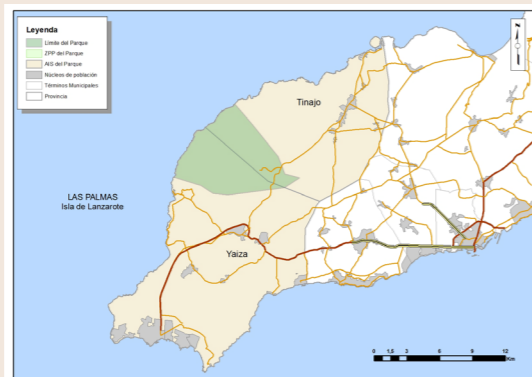 Leyenda
Límite del Parque
ZPP del Parque
AIS del Parque
Núcleos de población
Términos Municipales
Provincia
N
Tinajo
LAS PALMAS
Isla de Lanzarote
Yaiza
0 1,5 3 6 9 12
Km